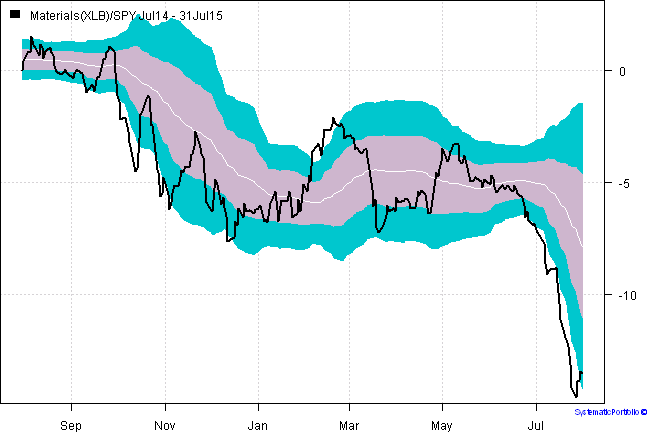 Materials(XLB)/SPY Jul14 - 31Jul15
0
-5
-10
Sep Nov Jan Mar May Jul
SystematicPortfolio ©